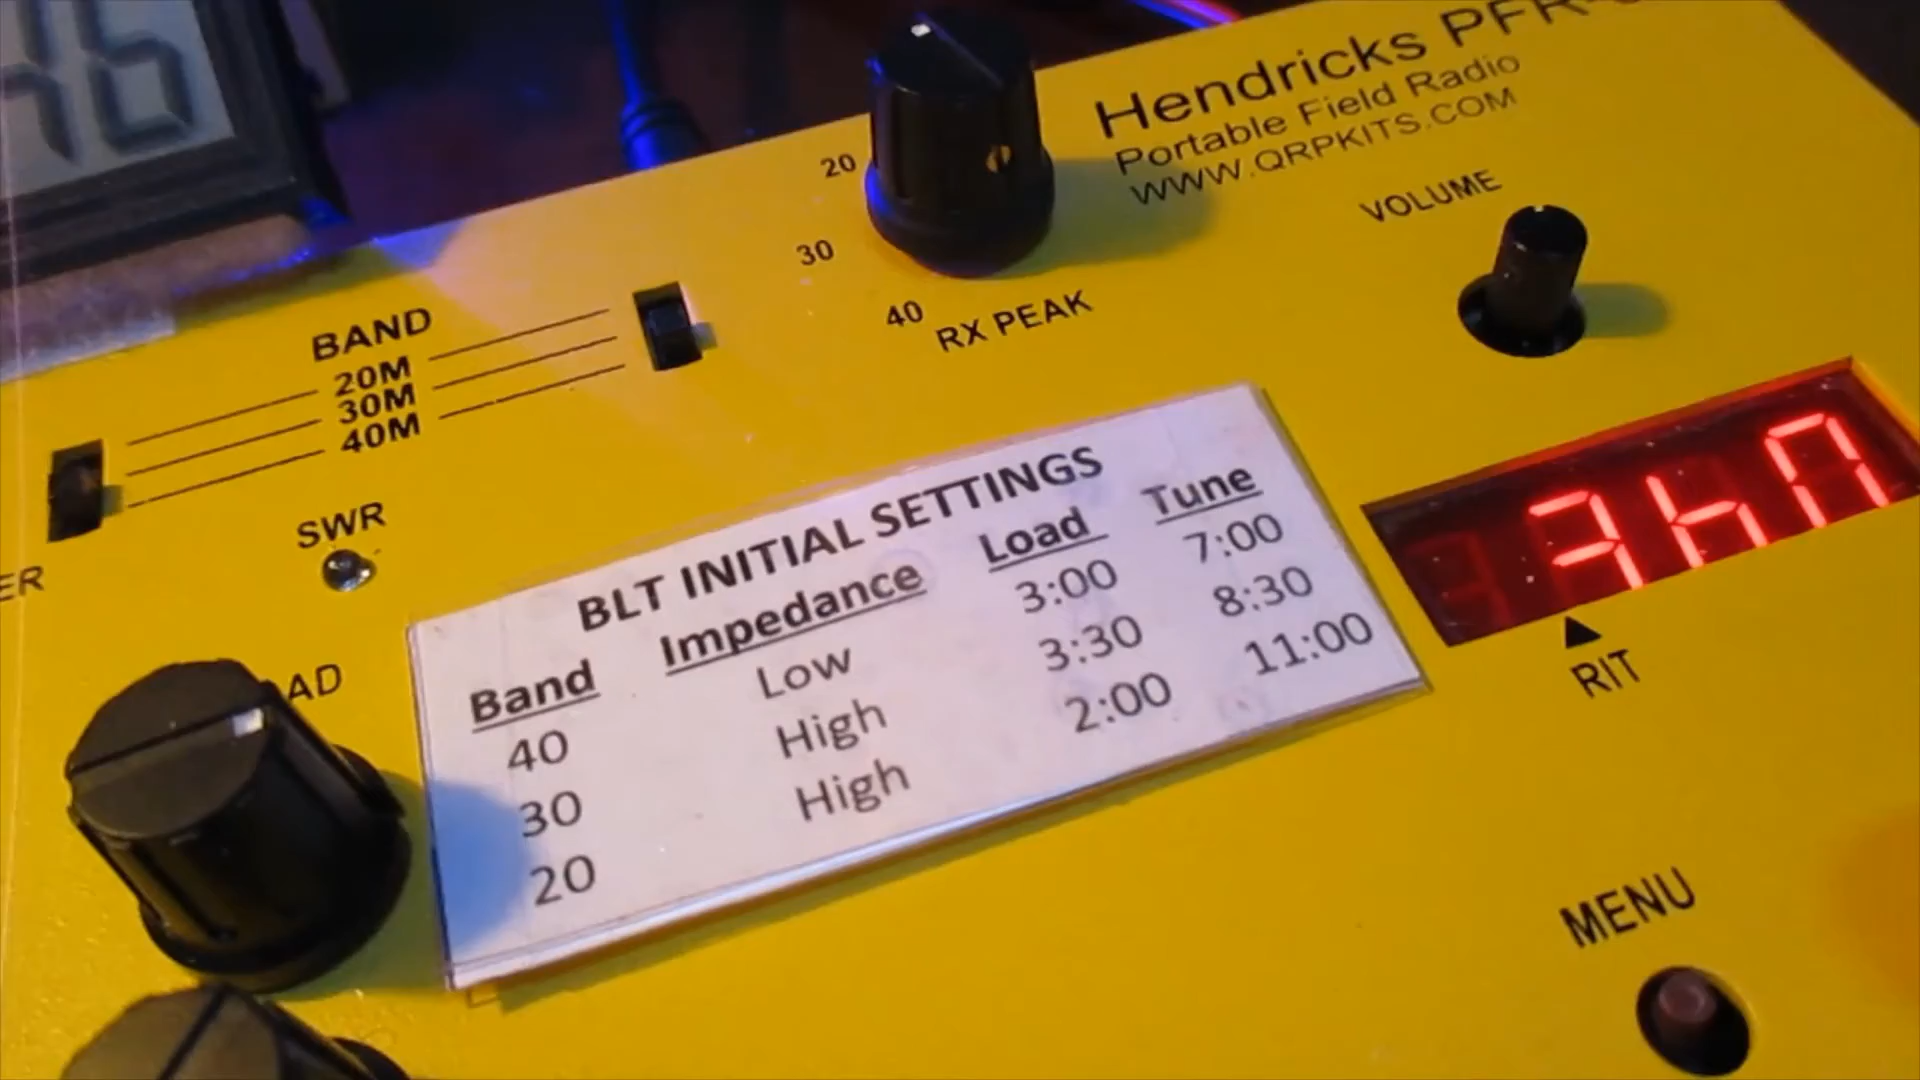 Hendricks PFR-
Portable Field Radio
WWW.QRPKITS.COM
VOLUME
20
30
40
RX PEAK
BAND
20M
30M
40M
SWR
ER
AD
BLT INITIAL SETTINGS
Band Impedance Load Tune
40 Low 3:00 7:00
30 High 3:30 8:30
20 High 2:00 11:00
RIT
MENU